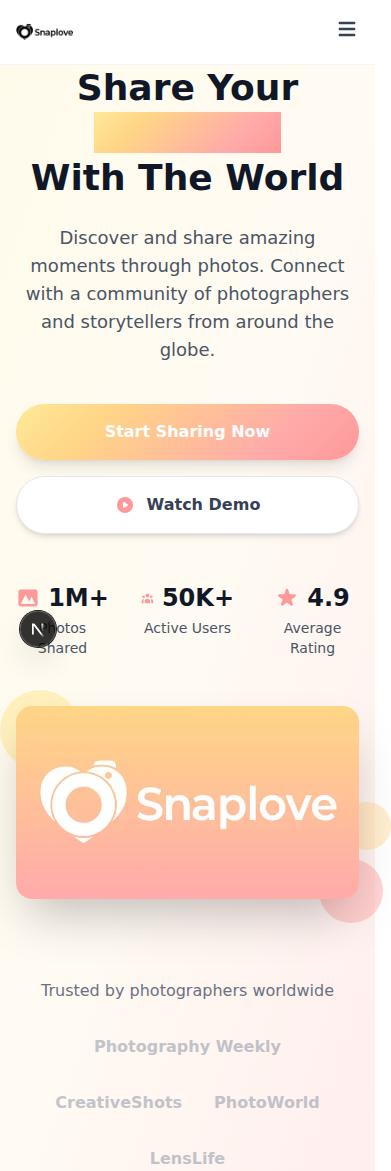 Snaplove
Share Your
With The World
Discover and share amazing
moments through photos. Connect
with a community of photographers
and storytellers from around the
globe.
Start Sharing Now
Watch Demo
1M+
Photos
Shared
50K+
Active Users
4.9
Average
Rating
N
Snaplove
Trusted by photographers worldwide
Photography Weekly
CreativeShots PhotoWorld
LensLife